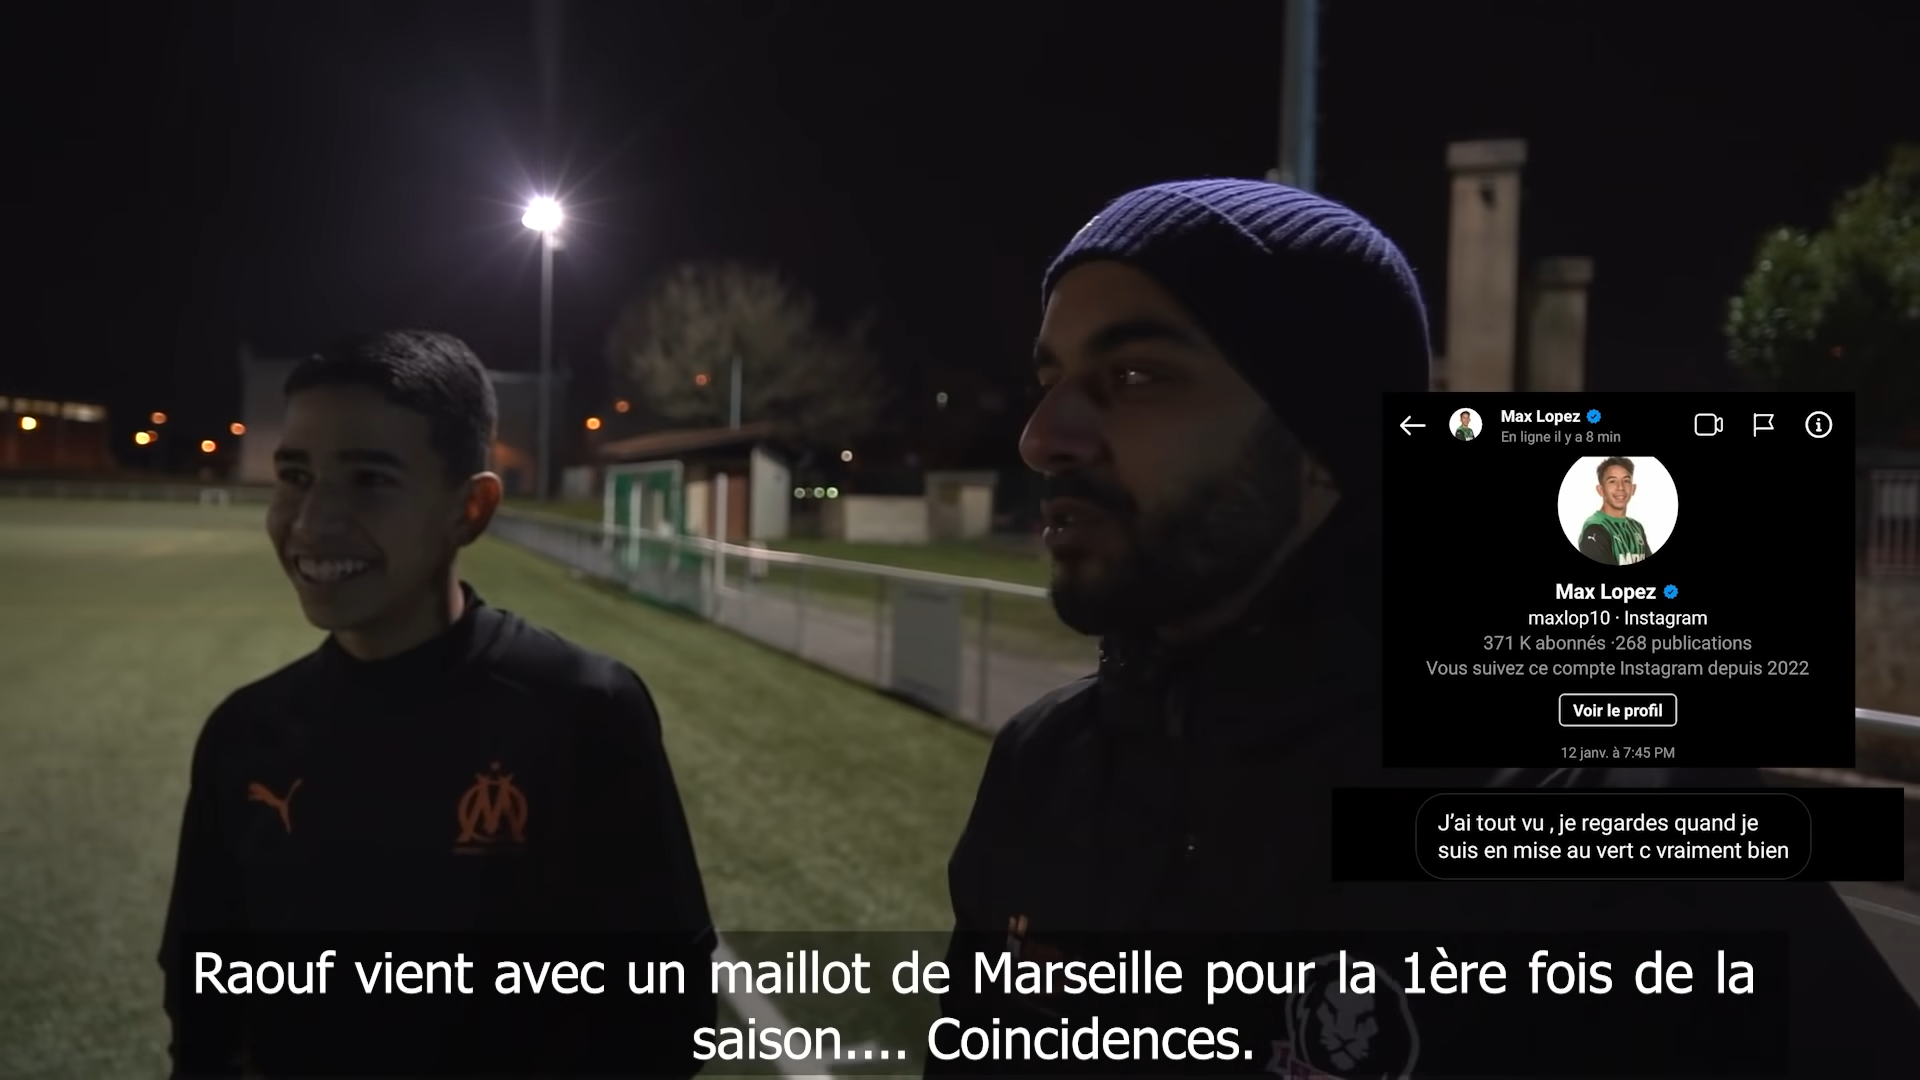 Max Lopez
En ligne il y a 8 min
Max Lopez
maxlop10 · Instagram
371 K abonnés ·268 publications
Vous suivez ce compte Instagram depuis 2022
Voir le profil
12 janv. à 7:45 PM
J'ai tout vu , je regardes quand je
suis en mise au vert c vraiment bien
Raouf vient avec un maillot de Marseille pour la 1ère fois de la
saison.... Coincidences.